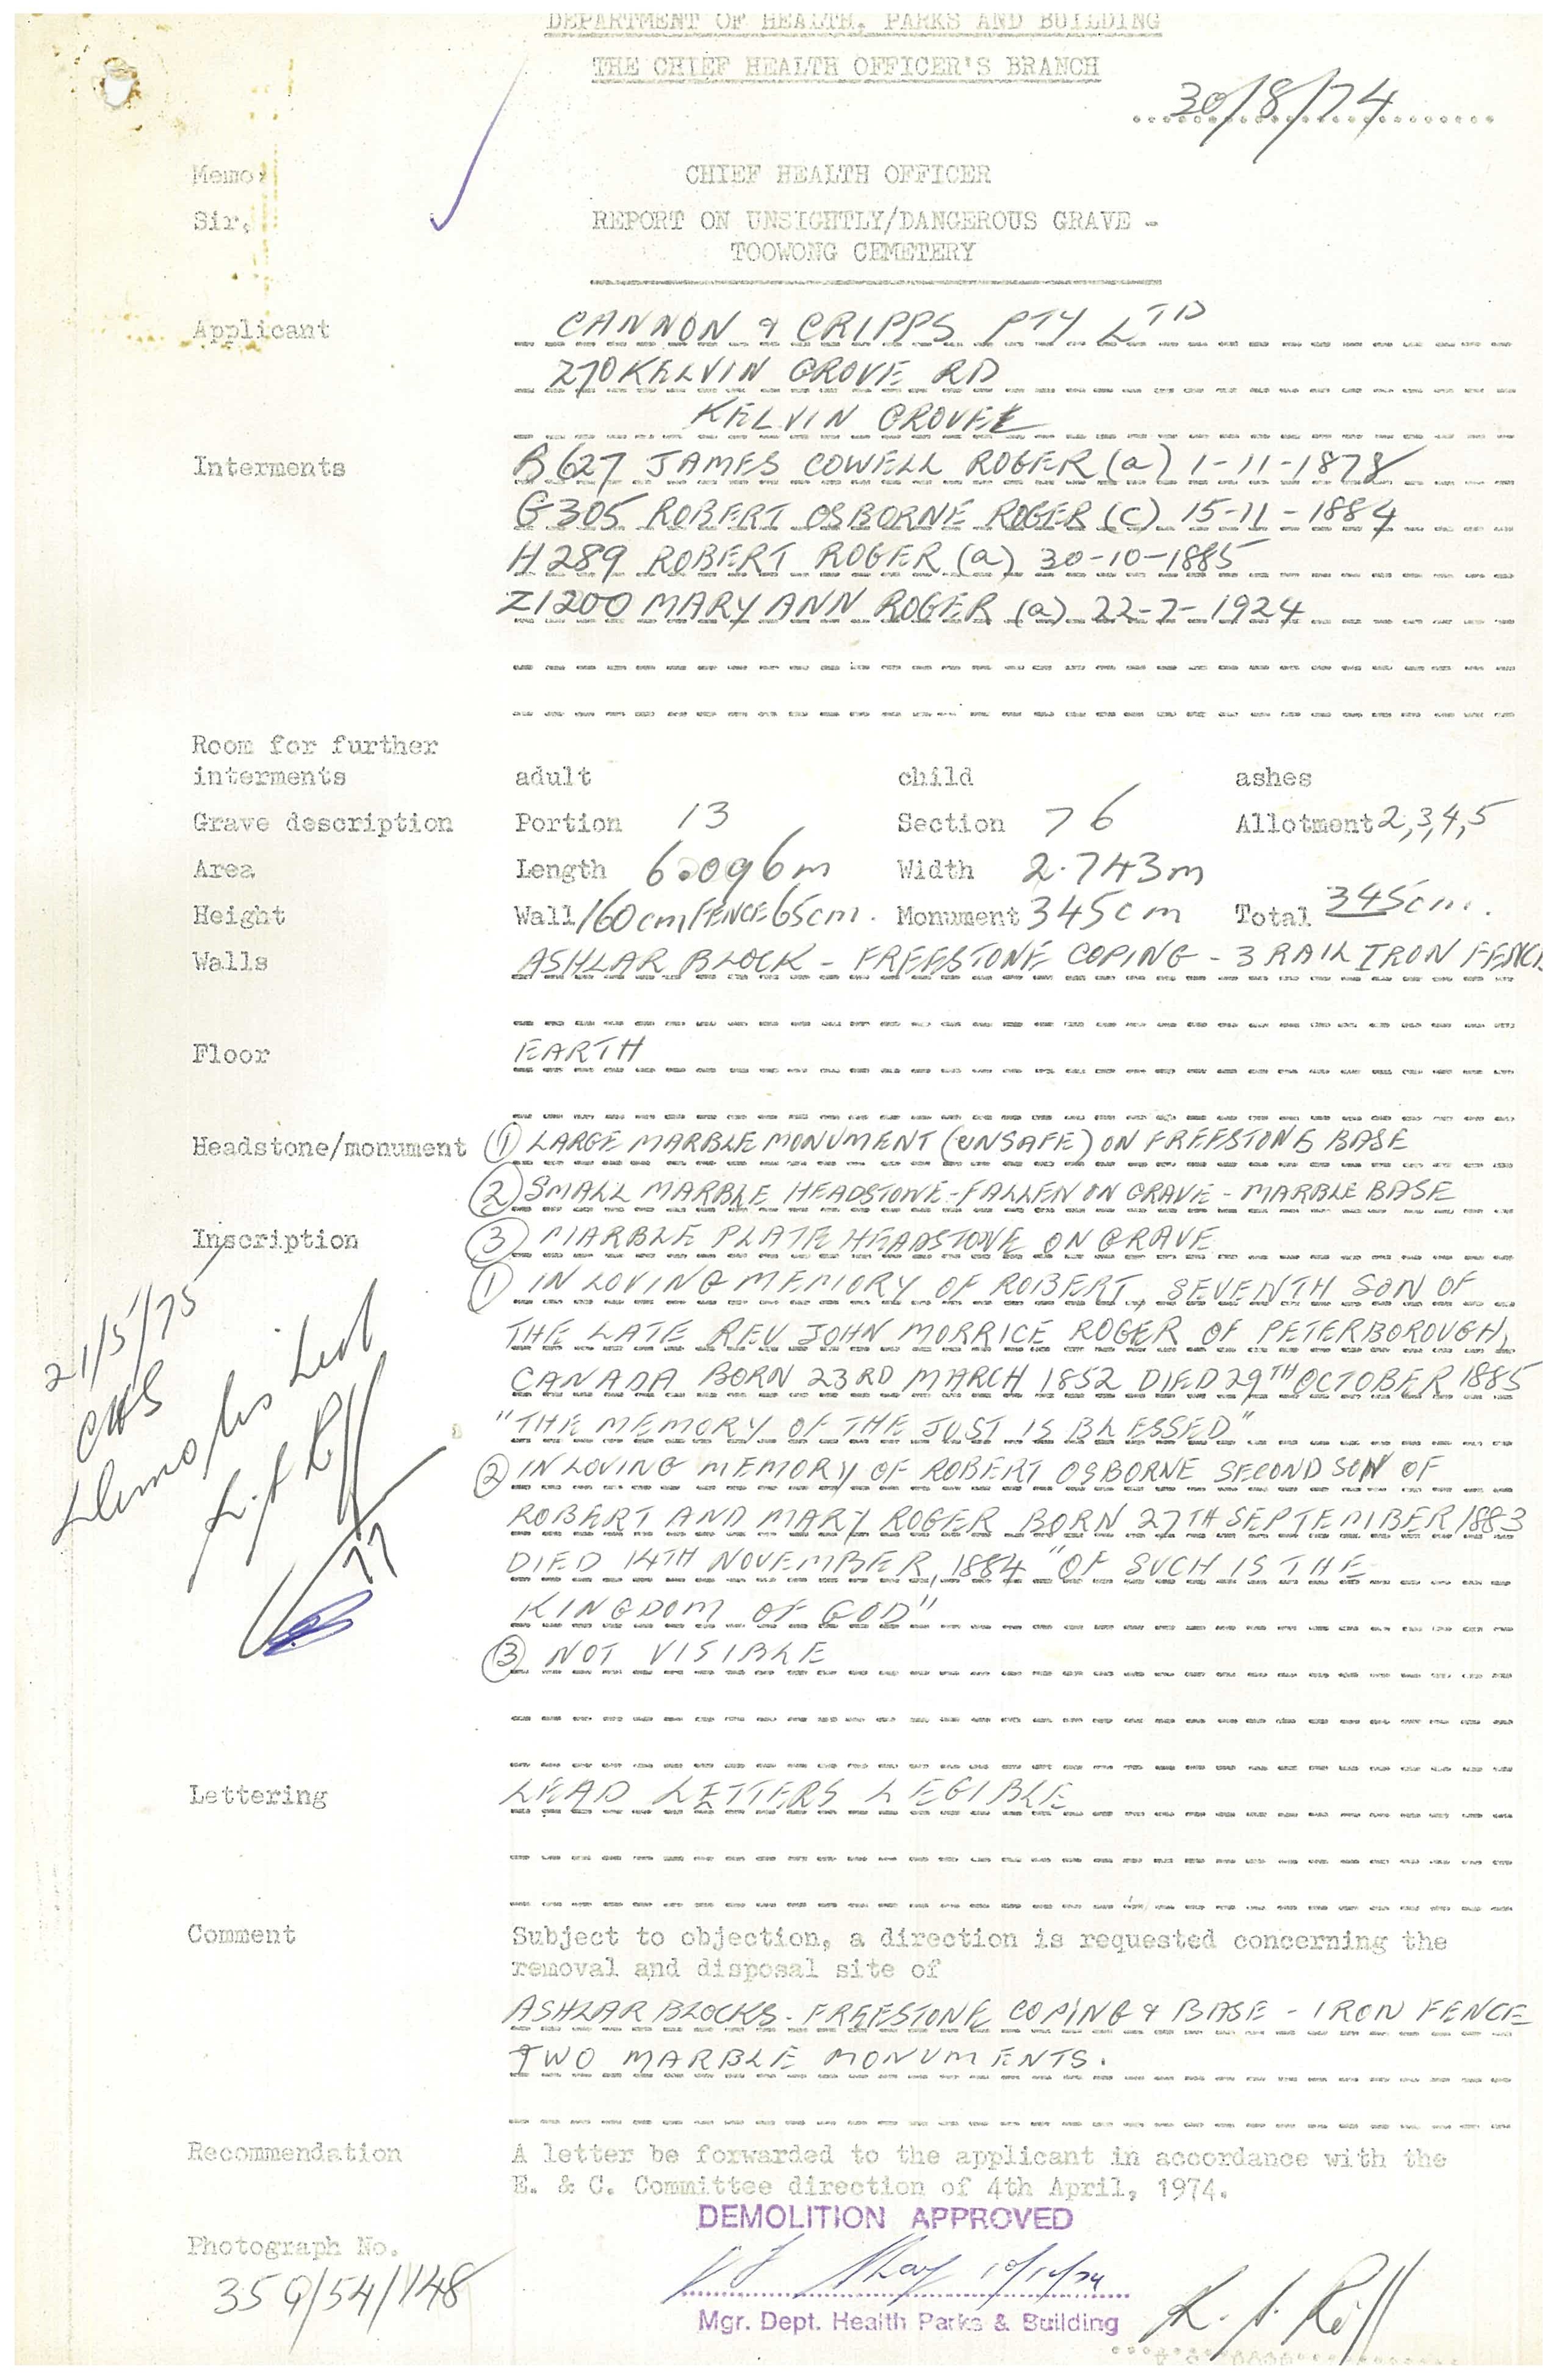 DEPARTMENT OF HEALTH, PARKS AND BUILDING
THE CHIEF HEALTH OFFICER'S BRANCH
30/8/74
Memo: CHIEF HEALTH OFFICER
Sir, REPORT ON UNSIGHTLY/DANGEROUS GRAVE -
TOOWONG CEMETERY
Applicant CANNON & CRIPPS PTY LTD
270 KELVIN GROVE RD
KELVIN GROVE
Interments B627 JAMES COWELL ROGER (a) 1-11-1878
G305 ROBERT OSBORNE ROGER (c) 15-11-1884
H289 ROBERT ROGER (a) 30-10-1885
Z1200 MARY ANN ROGER (a) 22-7-1924
Room for further
interments adult child ashes
Grave description Portion 13 Section 76 Allotment 2,3,4,5
Area Length 6.096m Width 2.743m
Height Wall 160cm FENCE 65cm. Monument 345cm Total 345cm.
Walls ASHLAR BLOCK - FREESTONE COPING - 3 RAIL IRON FENCE
Floor EARTH
Headstone/monument ① LARGE MARBLE MONUMENT (UNSAFE) ON FREESTONE BASE
② SMALL MARBLE HEADSTONE - FALLEN ON GRAVE - MARBLE BASE
Inscription ③ MARBLE PLATE HEADSTONE ON GRAVE
① IN LOVING MEMORY OF ROBERT, SEVENTH SON OF
THE LATE REV JOHN MORRICE ROGER OF PETERBOROUGH,
CANADA BORN 23RD MARCH 1852 DIED 29TH OCTOBER 1885
"THE MEMORY OF THE JUST IS BLESSED"
② IN LOVING MEMORY OF ROBERT OSBORNE SECOND SON OF
ROBERT AND MARY ROGER BORN 27TH SEPTEMBER 1883
DIED 14TH NOVEMBER, 1884 "OF SUCH IS THE
KINGDOM OF GOD"
③ NOT VISIBLE
21/5/75
Lettering LEAD LETTERS LEGIBLE
Comment Subject to objection, a direction is requested concerning the
removal and disposal site of
ASHLAR BLOCKS - FREESTONE COPING & BASE - IRON FENCE
TWO MARBLE MONUMENTS.
Recommendation A letter be forwarded to the applicant in accordance with the
E. & C. Committee direction of 4th April, 1974.
DEMOLITION APPROVED
Photograph No.
35Q/54/148
Mgr. Dept. Health Parks & Building